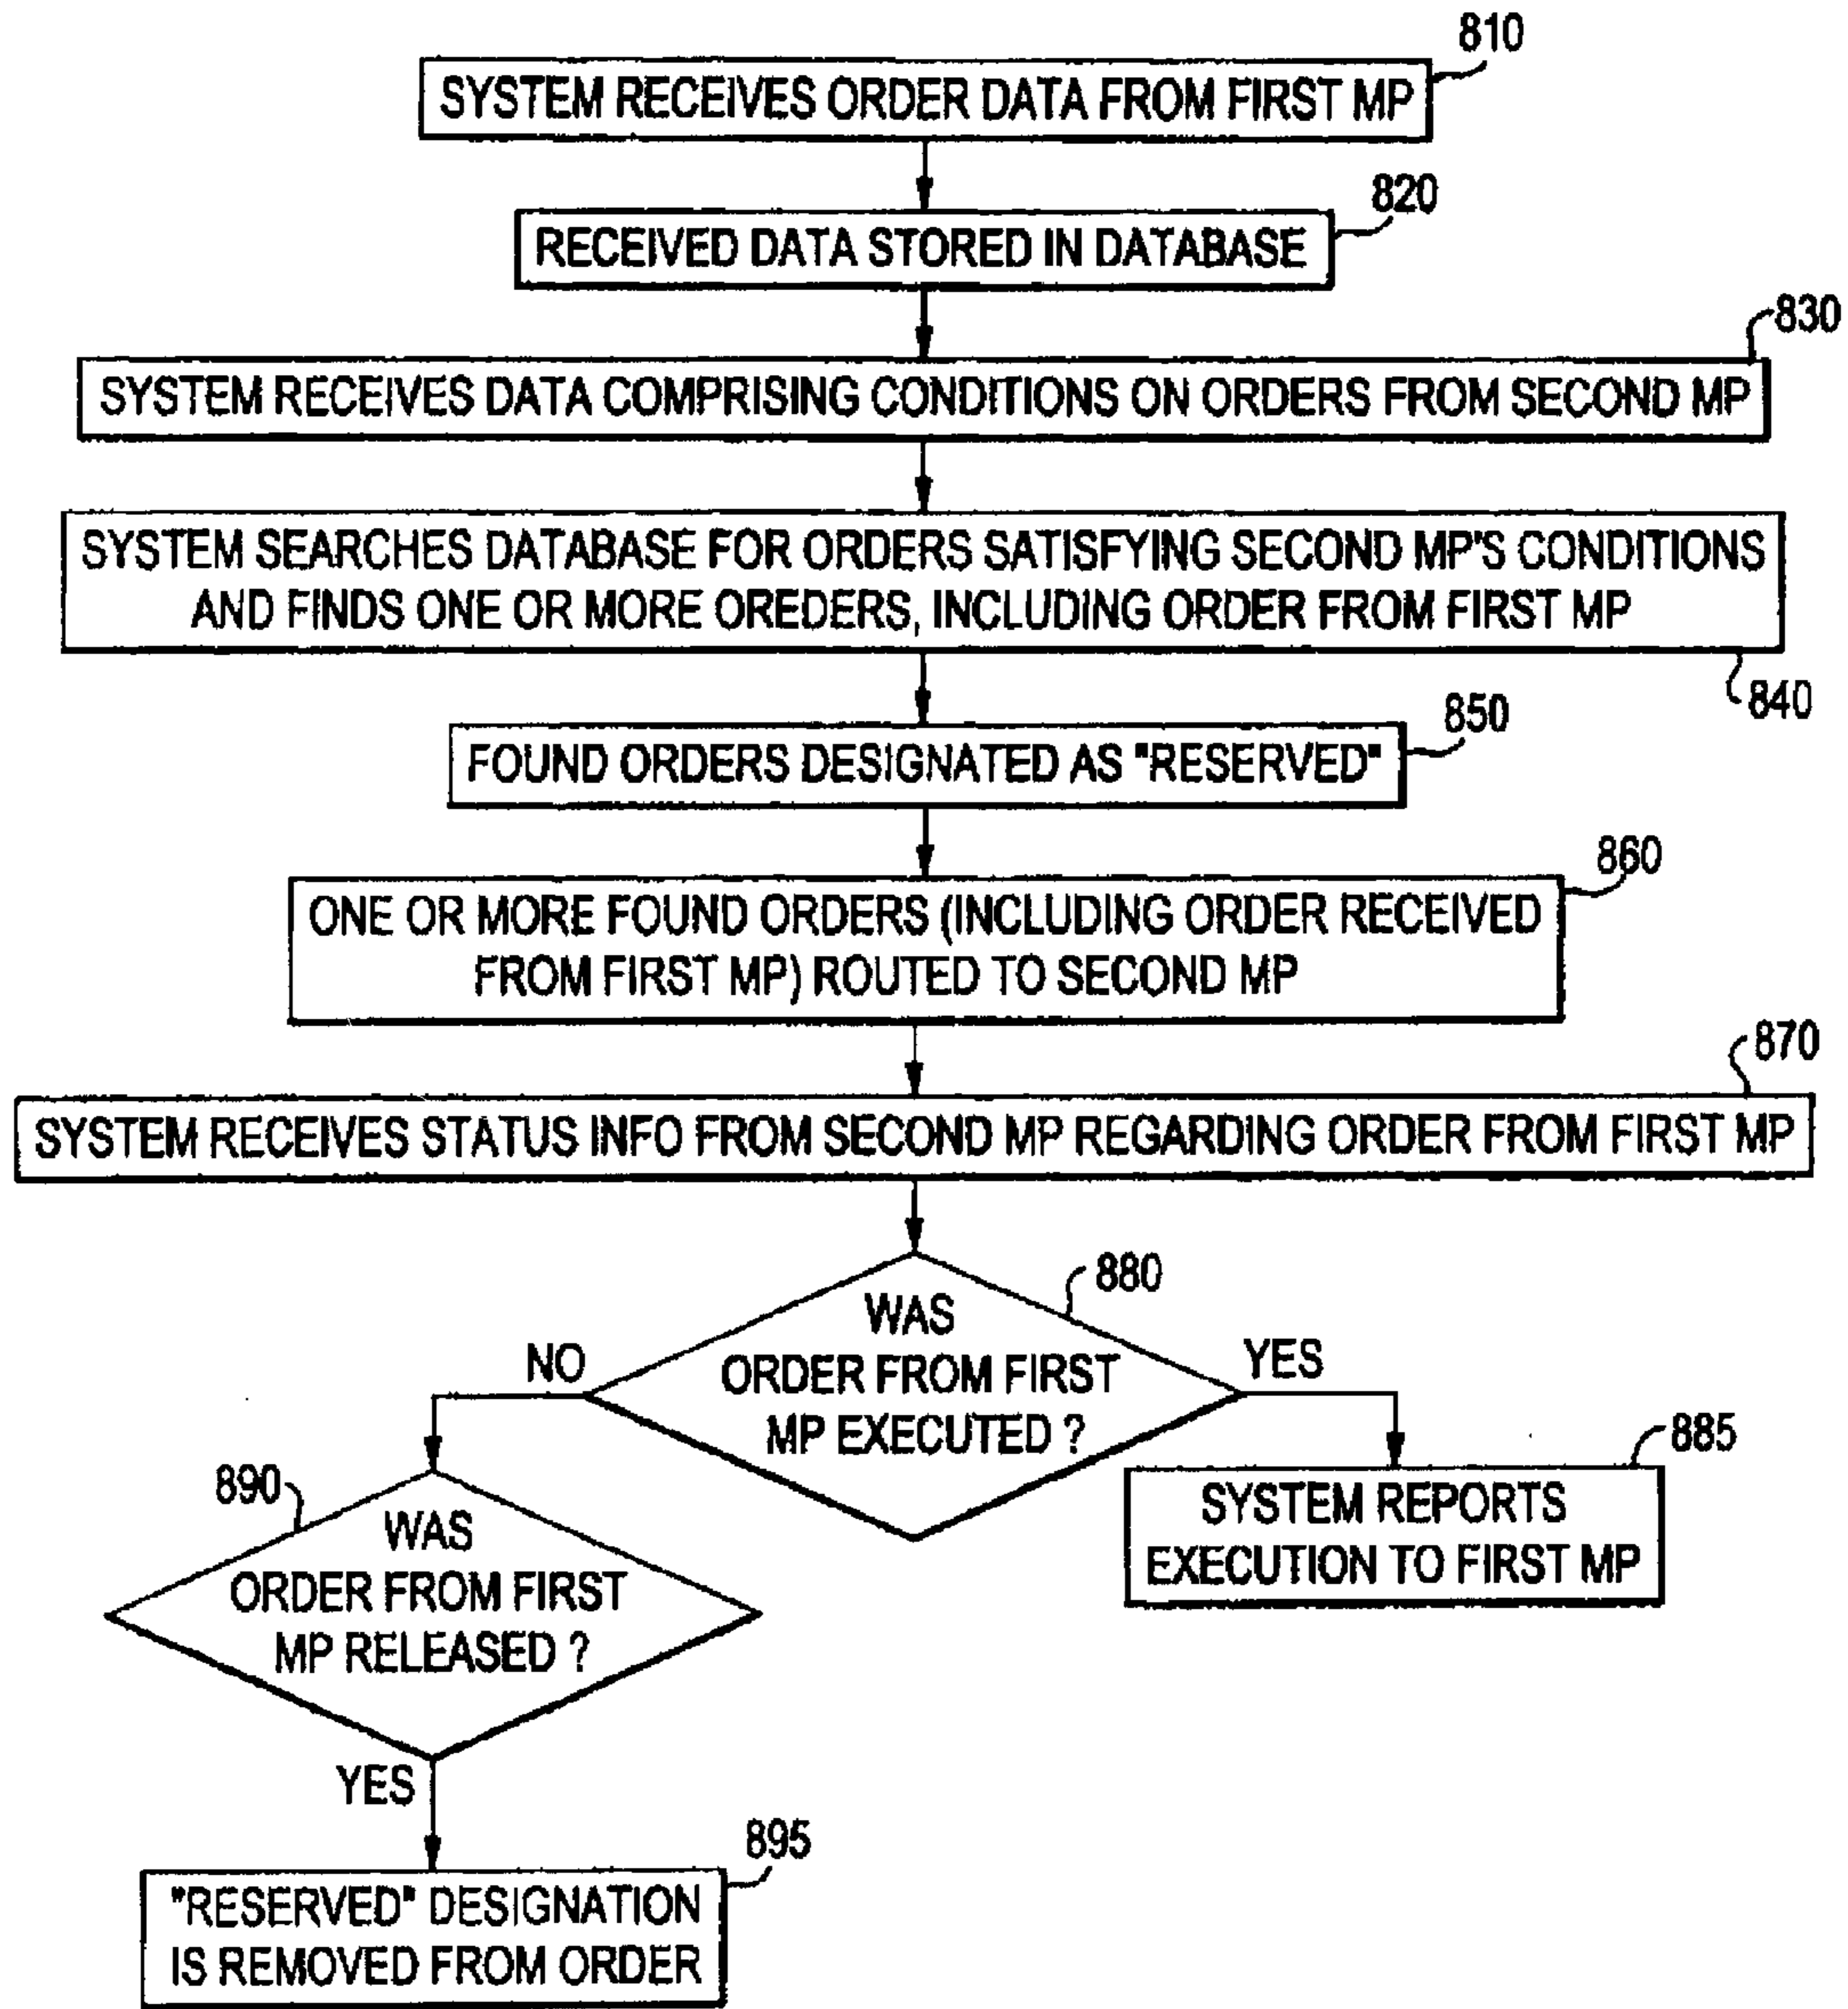 810
SYSTEM RECEIVES ORDER DATA FROM FIRST MP
820
RECEIVED DATA STORED IN DATABASE
830
SYSTEM RECEIVES DATA COMPRISING CONDITIONS ON ORDERS FROM SECOND MP
SYSTEM SEARCHES DATABASE FOR ORDERS SATISFYING SECOND MP'S CONDITIONS
AND FINDS ONE OR MORE OREDERS, INCLUDING ORDER FROM FIRST MP
840
850
FOUND ORDERS DESIGNATED AS "RESERVED"
860
ONE OR MORE FOUND ORDERS (INCLUDING ORDER RECEIVED
FROM FIRST MP) ROUTED TO SECOND MP
870
SYSTEM RECEIVES STATUS INFO FROM SECOND MP REGARDING ORDER FROM FIRST MP
880
WAS
ORDER FROM FIRST
MP EXECUTED ?
NO
YES
885
SYSTEM REPORTS
EXECUTION TO FIRST MP
890
WAS
ORDER FROM FIRST
MP RELEASED ?
YES
895
"RESERVED" DESIGNATION
IS REMOVED FROM ORDER